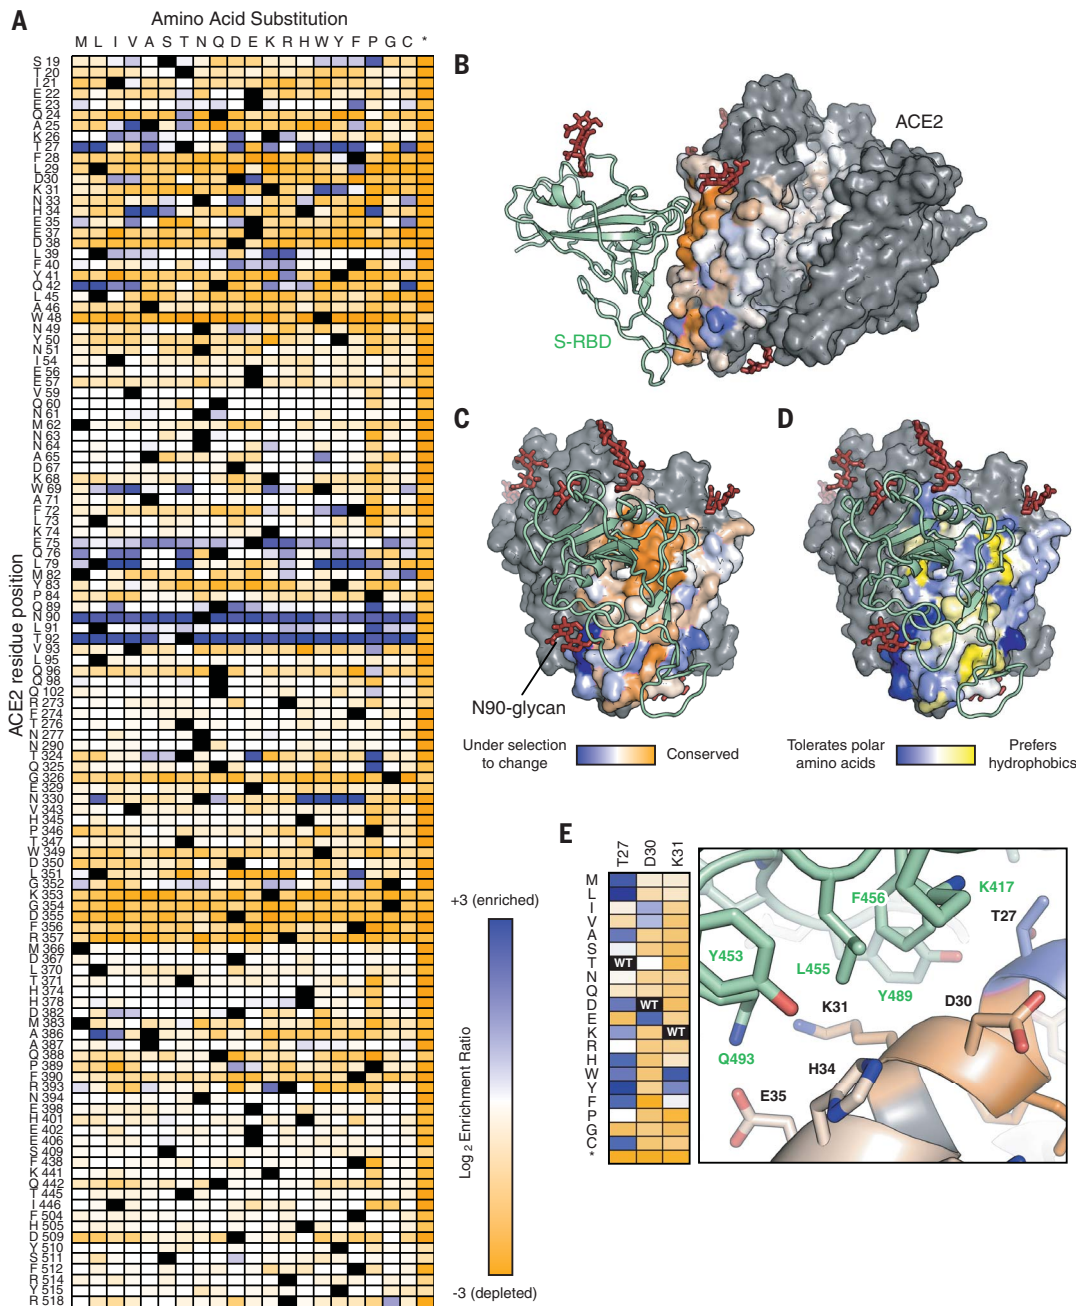 A
Amino Acid Substitution
M L I V A S T N Q D E K R H W Y F P G C *
ACE2 residue position
S 19
T 20
I 21
E 22
E 23
Q 24
A 25
K 26
T 27
F 28
L 29
D30
K 31
N 33
H 34
E 35
E 37
D 38
L 39
F 40
Y 41
Q 42
L 45
A 46
W 48
N 49
Y 50
N 51
I 54
E 56
E 57
V 59
Q 60
N 61
M 62
N 63
N 64
A 65
D 67
K 68
W 69
A 71
F 72
L 73
K 74
E 75
Q 76
L 79
M 82
Y 83
P 84
Q 89
N 90
L 91
T 92
V 93
L 95
Q 96
Q 98
Q 102
R 273
F 274
T 276
N 277
N 290
T 324
Q 325
G 326
E 329
N 330
V 343
H 345
P 346
T 347
W 349
D 350
L 351
G 352
K 353
G 354
D 355
F 356
R 357
M 366
D 367
L 370
T 371
H 374
H 378
D 382
M 383
A 386
A 387
Q 388
P 389
F 390
R 393
N 394
E 398
H 401
E 402
E 406
S 409
F 438
K 441
Q 442
T 445
I 446
F 504
H 505
D 509
Y 510
S 511
F 512
R 514
Y 515
R 518
+3 (enriched)
Log 2 Enrichment Ratio
-3 (depleted)
B
ACE2
S-RBD
C
N90-glycan
Under selection
to change
Conserved
D
Tolerates polar
amino acids
Prefers
hydrophobics
E
T27 D30 K31
M
L
I
V
A
S
T WT
N
Q
D WT
E
K WT
R
H
W
Y
F
P
G
C
*
F456
K417
T27
Y453
L455
Y489
D30
K31
Q493
H34
E35